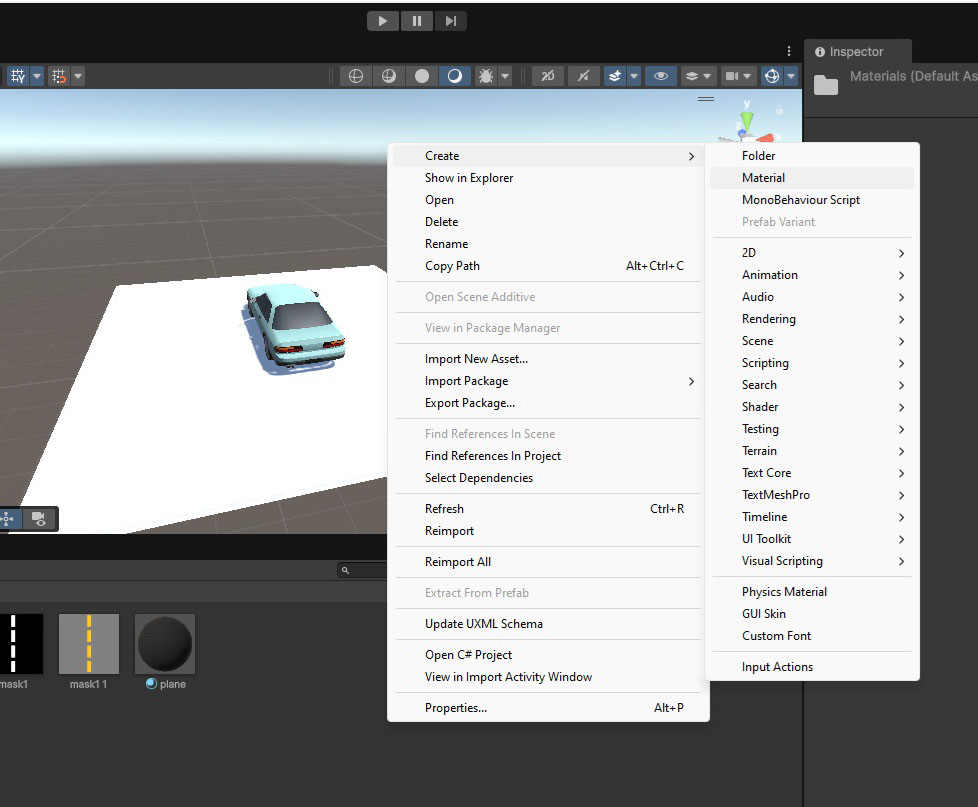 Inspector
Materials (Default As
2D
y
z
Create
Show in Explorer
Open
Delete
Rename
Copy Path Alt+Ctrl+C
Open Scene Additive
View in Package Manager
Import New Asset...
Import Package
Export Package...
Find References In Scene
Find References In Project
Select Dependencies
Refresh Ctrl+R
Reimport
Reimport All
Extract From Prefab
Update UXML Schema
Open C# Project
View in Import Activity Window
Properties... Alt+P
Folder
Material
MonoBehaviour Script
Prefab Variant
2D
Animation
Audio
Rendering
Scene
Scripting
Search
Shader
Testing
Terrain
Text Core
TextMeshPro
Timeline
UI Toolkit
Visual Scripting
Physics Material
GUI Skin
Custom Font
Input Actions
mask1
mask1 1
plane